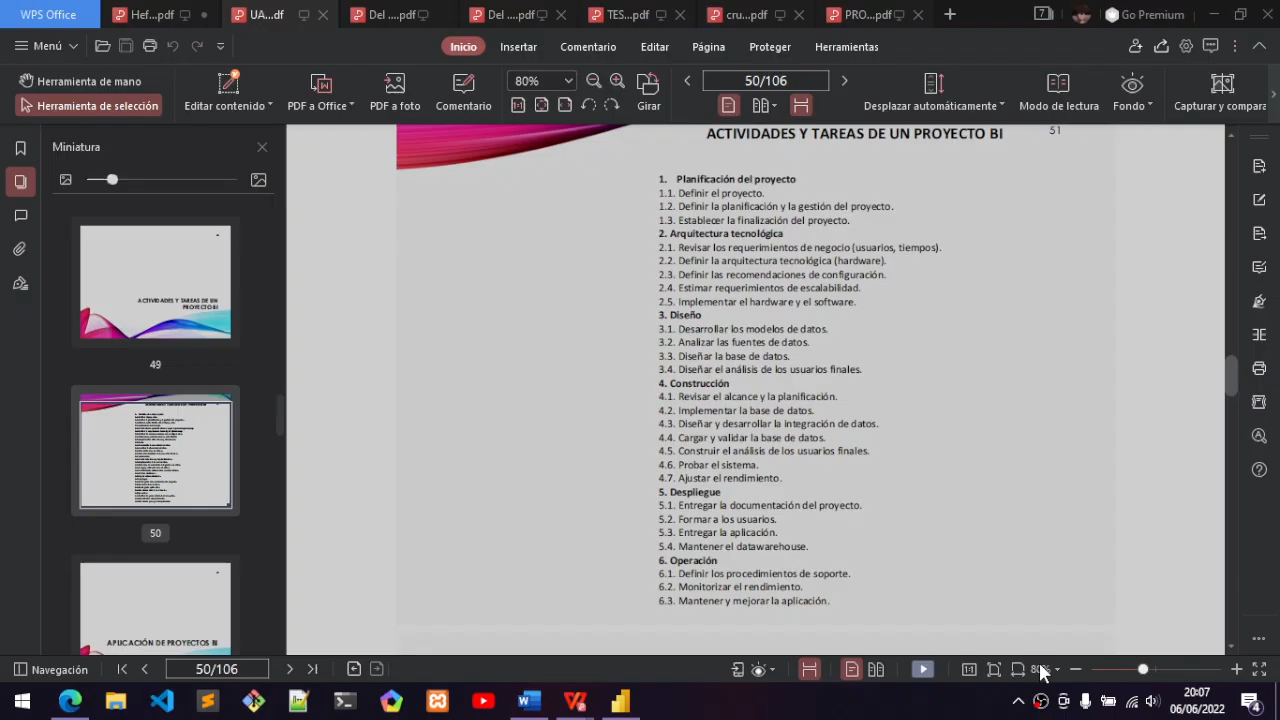 WPS Office
Hef....pdf
UA...df
Del ....pdf
Del ....pdf
TES...pdf
cru...pdf
PRO...pdf
Go Premium
Menú
Inicio
Insertar
Comentario
Editar
Página
Proteger
Herramientas
Herramienta de mano
Herramienta de selección
Editar contenido
PDF a Office
PDF a foto
Comentario
80%
Girar
50/106
Desplazar automáticamente
Modo de lectura
Fondo
Capturar y compara
Miniatura
ACTIVIDADES Y TAREAS DE UN
PROYECTO BI
49
50
APLICACIÓN DE PROYECTOS BI
ACTIVIDADES Y TAREAS DE UN PROYECTO BI
51
1. Planificación del proyecto
1.1. Definir el proyecto.
1.2. Definir la planificación y la gestión del proyecto.
1.3. Establecer la finalización del proyecto.
2. Arquitectura tecnológica
2.1. Revisar los requerimientos de negocio (usuarios, tiempos).
2.2. Definir la arquitectura tecnológica (hardware).
2.3. Definir las recomendaciones de configuración.
2.4. Estimar requerimientos de escalabilidad.
2.5. Implementar el hardware y el software.
3. Diseño
3.1. Desarrollar los modelos de datos.
3.2. Analizar las fuentes de datos.
3.3. Diseñar la base de datos.
3.4. Diseñar el análisis de los usuarios finales.
4. Construcción
4.1. Revisar el alcance y la planificación.
4.2. Implementar la base de datos.
4.3. Diseñar y desarrollar la integración de datos.
4.4. Cargar y validar la base de datos.
4.5. Construir el análisis de los usuarios finales.
4.6. Probar el sistema.
4.7. Ajustar el rendimiento.
5. Despliegue
5.1. Entregar la documentación del proyecto.
5.2. Formar a los usuarios.
5.3. Entregar la aplicación.
5.4. Mantener el datawarehouse.
6. Operación
6.1. Definir los procedimientos de soporte.
6.2. Monitorizar el rendimiento.
6.3. Mantener y mejorar la aplicación.
Navegación
50/106
20:07
06/06/2022